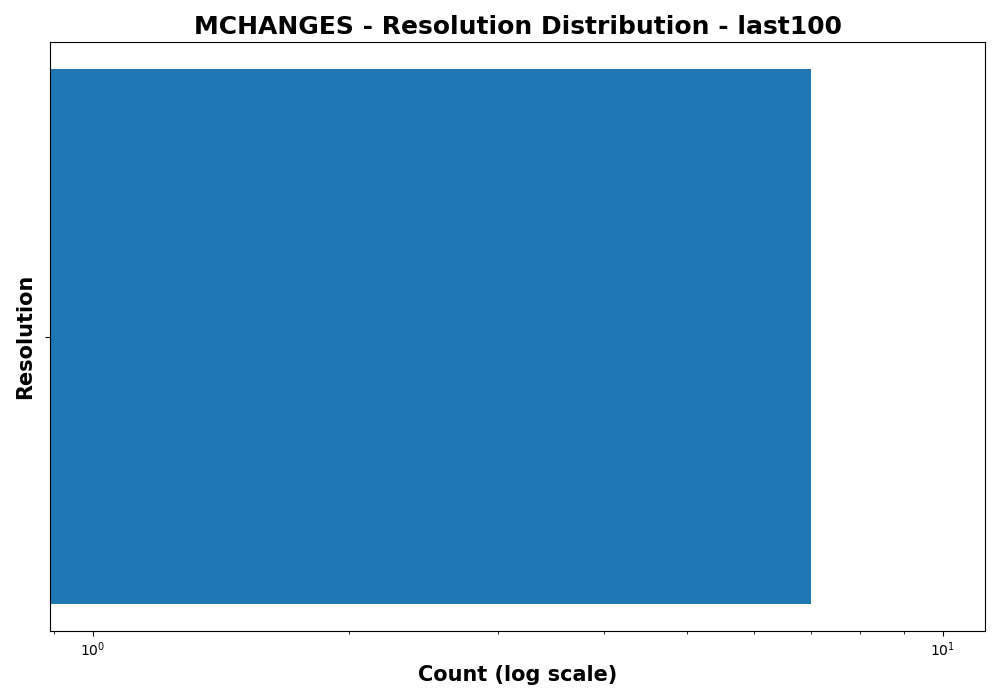 MCHANGES - Resolution Distribution - last100
Resolution
10⁰
10¹
Count (log scale)